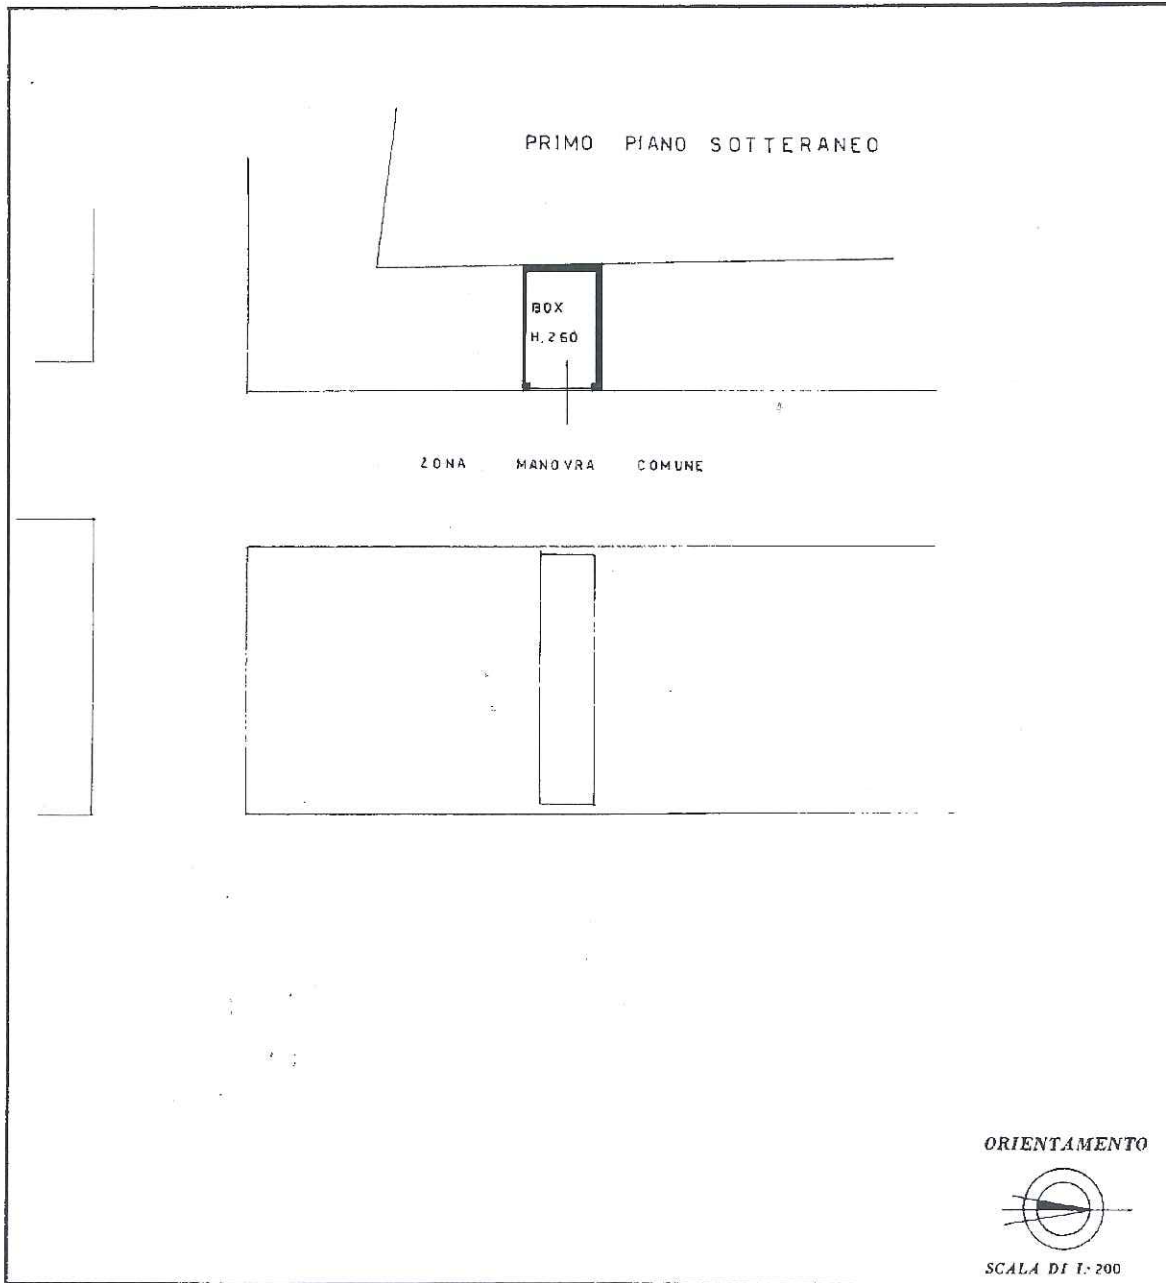 PRIMO PIANO SOTTERANEO
BOX
H. 260
ZONA MANOVRA COMUNE
ORIENTAMENTO
SCALA DI 1: 200